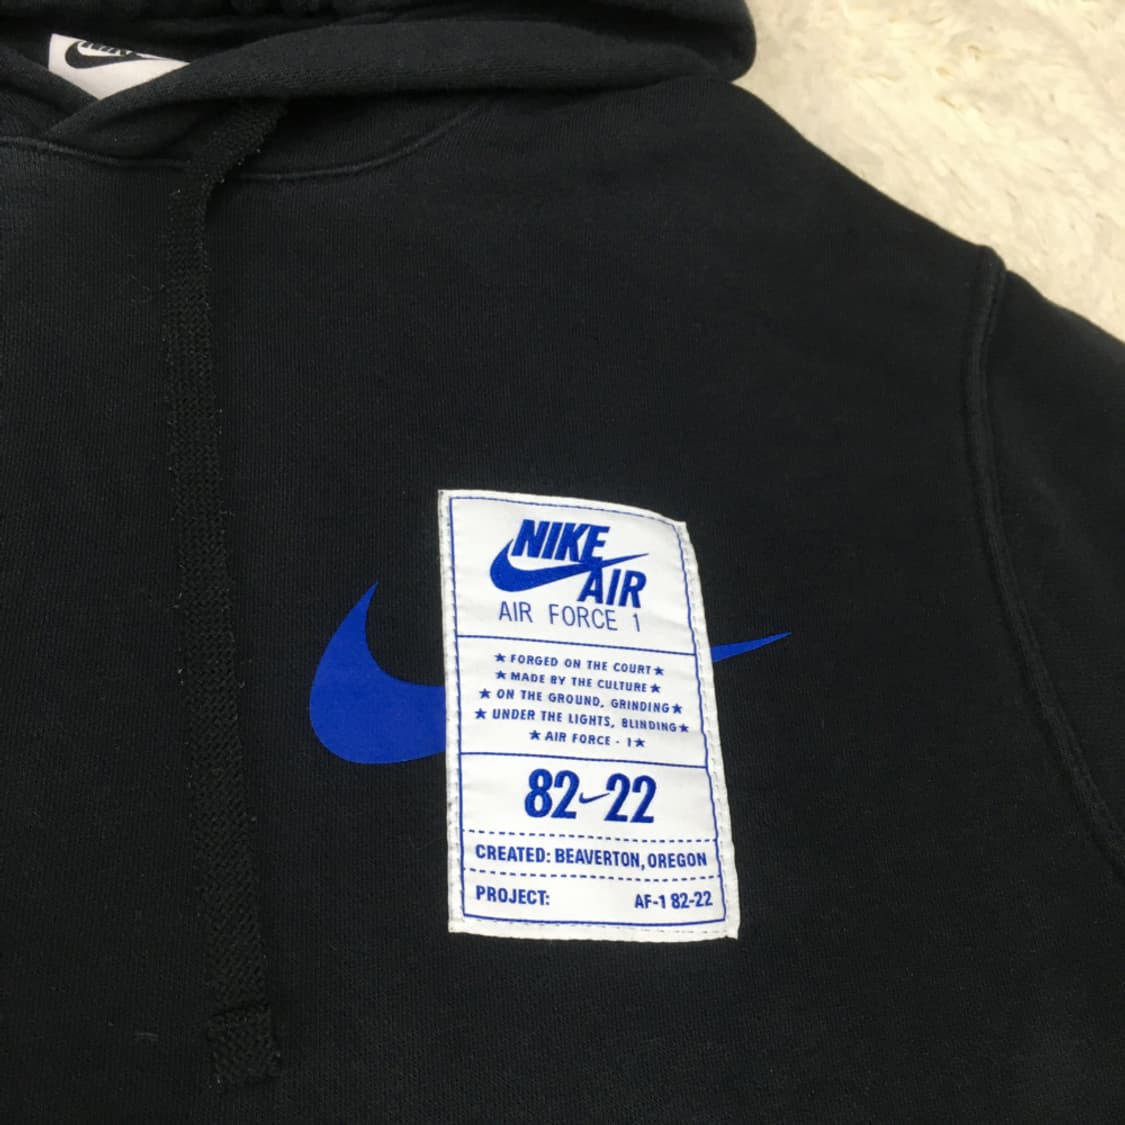 NIKE
NIKE
AIR
AIR FORCE 1
★ FORGED ON THE COURT ★
★ MADE BY THE CULTURE ★
★ ON THE GROUND, GRINDING ★
★ UNDER THE LIGHTS, BLINDING ★
★ AIR FORCE - 1 ★
82-22
CREATED: BEAVERTON, OREGON
PROJECT: AF-1 82-22